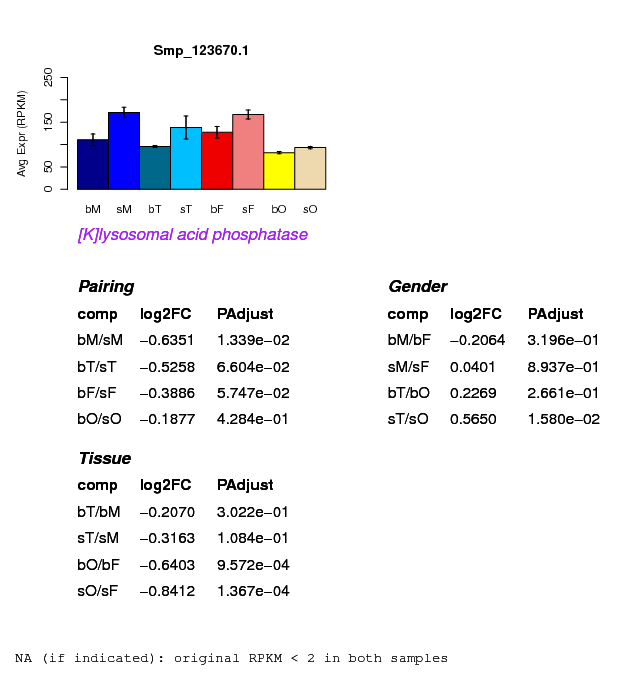 Smp_123670.1
Avg Expr (RPKM)
0 50 150 250
bM sM bT sT bF sF bO sO
[K]lysosomal acid phosphatase
Pairing
comp log2FC PAdjust
bM/sM −0.6351 1.339e−02
bT/sT −0.5258 6.604e−02
bF/sF −0.3886 5.747e−02
bO/sO −0.1877 4.284e−01
Gender
comp log2FC PAdjust
bM/bF −0.2064 3.196e−01
sM/sF 0.0401 8.937e−01
bT/bO 0.2269 2.661e−01
sT/sO 0.5650 1.580e−02
Tissue
comp log2FC PAdjust
bT/bM −0.2070 3.022e−01
sT/sM −0.3163 1.084e−01
bO/bF −0.6403 9.572e−04
sO/sF −0.8412 1.367e−04
NA (if indicated): original RPKM < 2 in both samples